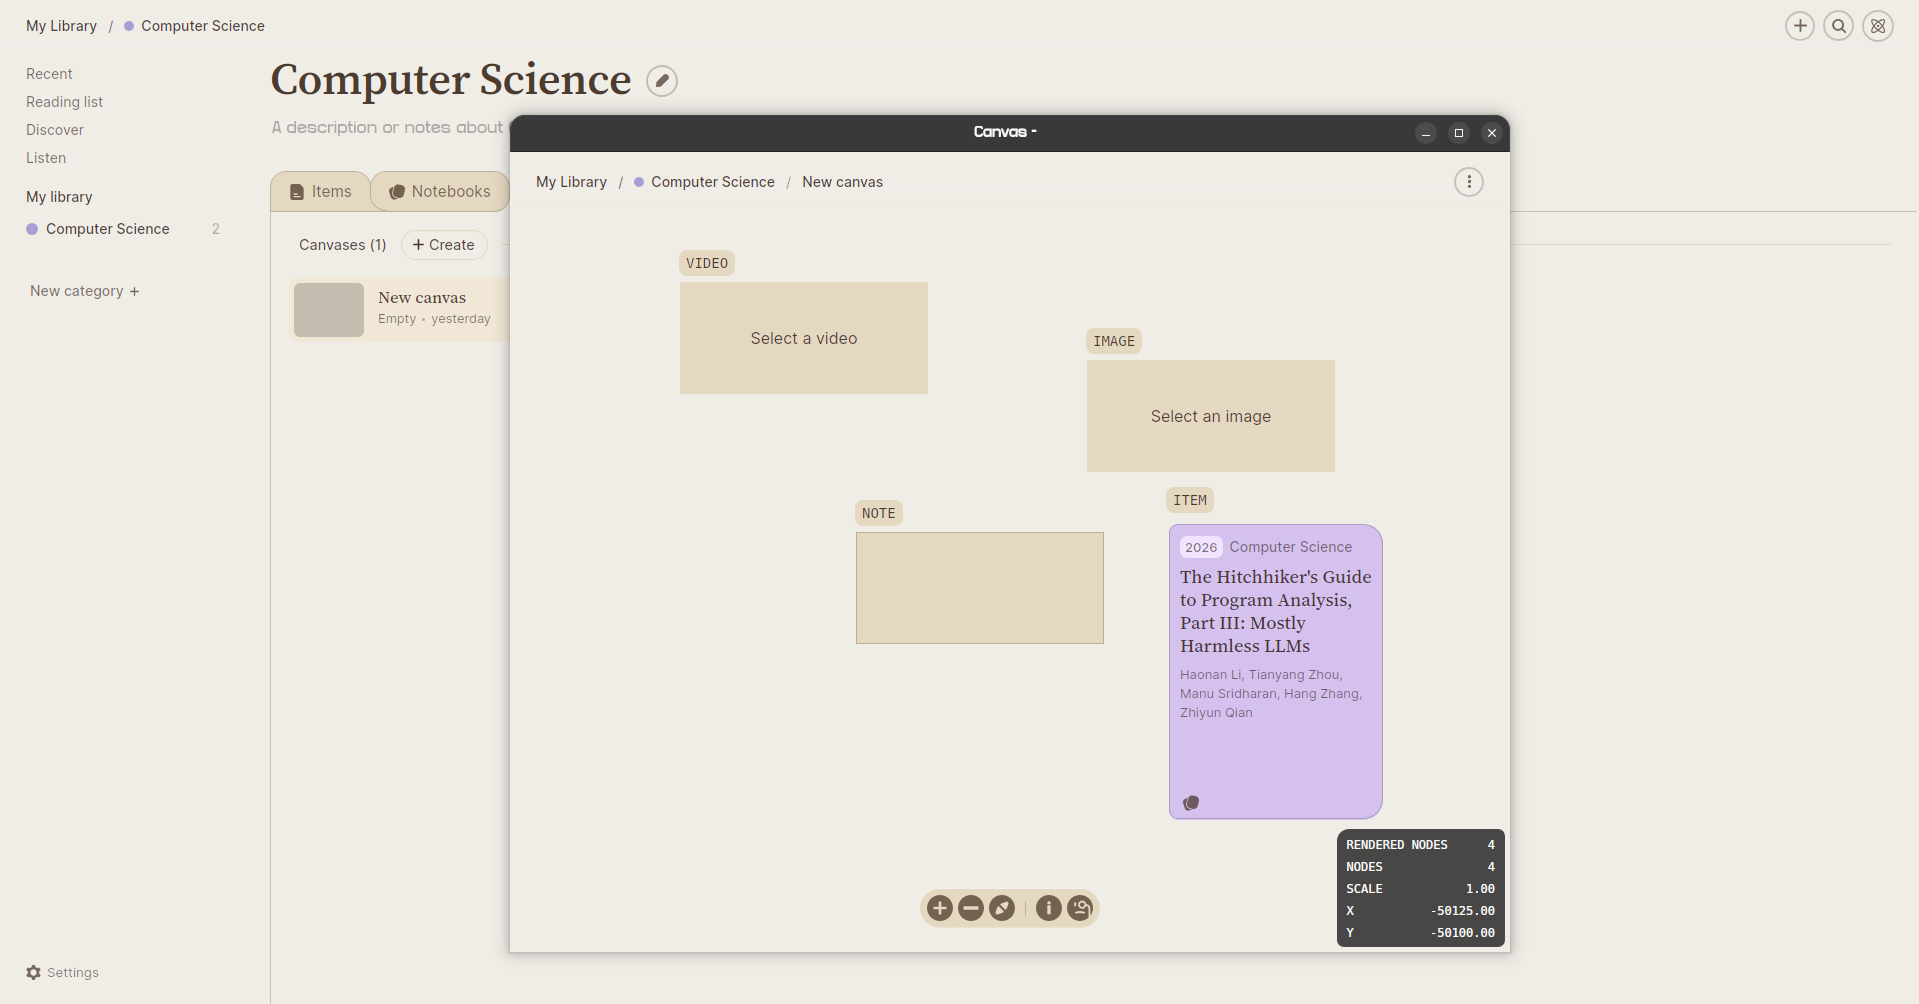 My Library / Computer Science
Recent
Reading list
Discover
Listen
My library
Computer Science 2
New category +
Settings
Computer Science
A description or notes about
Items
Notebooks
Canvases (1)
+ Create
New canvas
Empty • yesterday
Canvas -
My Library / Computer Science / New canvas
VIDEO
Select a video
IMAGE
Select an image
NOTE
ITEM
2026 Computer Science
The Hitchhiker's Guide
to Program Analysis,
Part III: Mostly
Harmless LLMs
Haonan Li, Tianyang Zhou,
Manu Sridharan, Hang Zhang,
Zhiyun Qian
RENDERED NODES 4
NODES 4
SCALE 1.00
X -50125.00
Y -50100.00